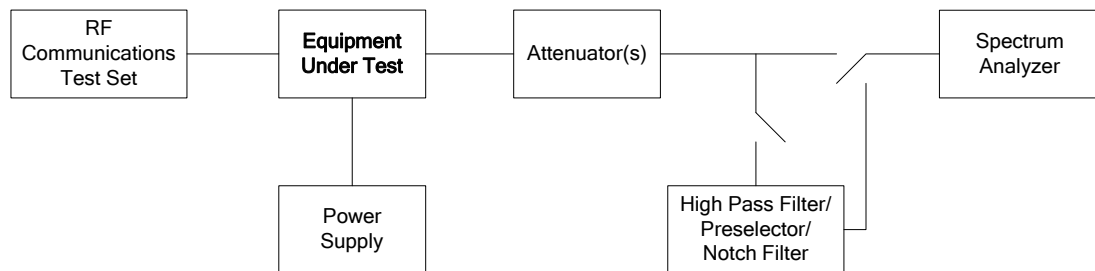 RF
Communications
Test Set
Equipment
Under Test
Attenuator(s)
Spectrum
Analyzer
Power
Supply
High Pass Filter/
Preselector/
Notch Filter